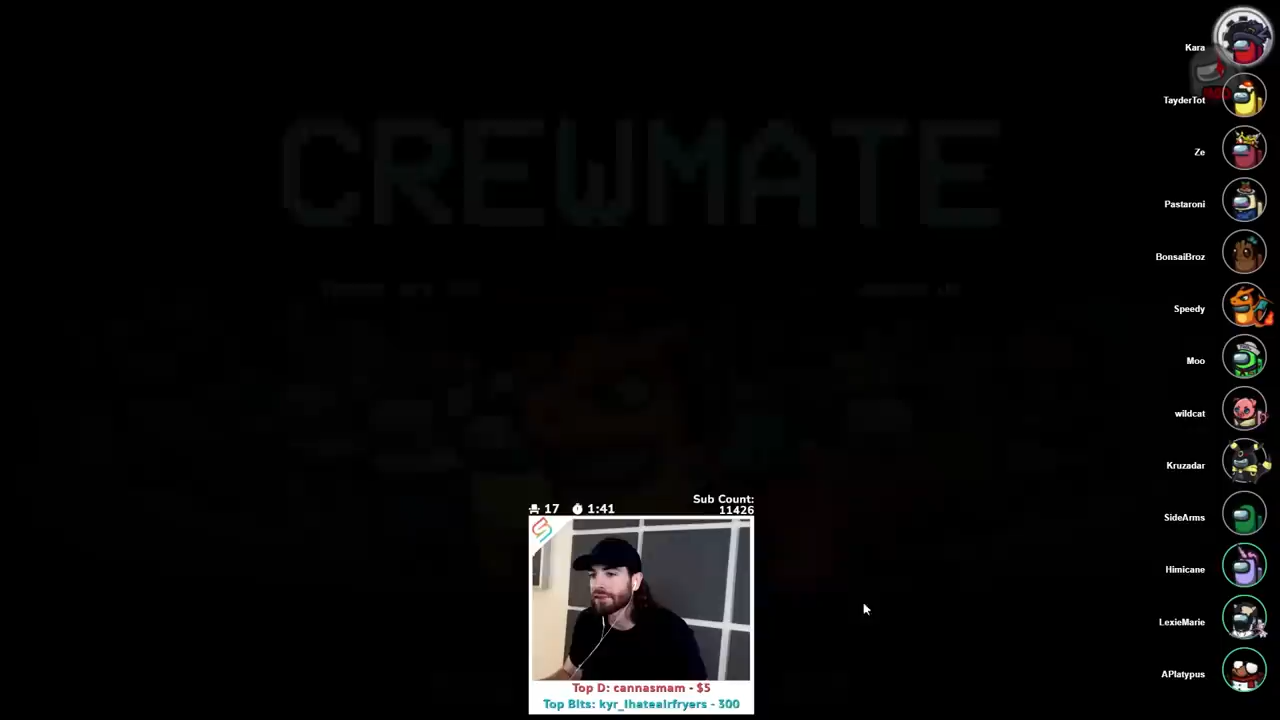 Kara
TayderTot
CREWMATE
Ze
Pastaroni
BonsaiBroz
Speedy
Moo
wildcat
Kruzadar
Sub Count:
17 1:41 11426
SideArms
Himicane
LexieMarie
APlatypus
Top D: cannasmam - $5
Top Bits: kyr_Ihateairfryers - 300